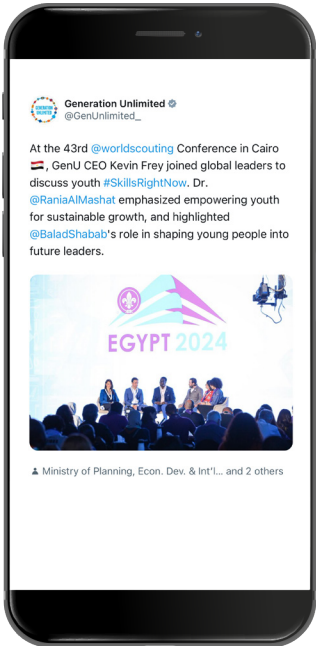 Generation Unlimited
@GenUnlimited_
At the 43rd @worldscouting Conference in Cairo
🇪🇬, GenU CEO Kevin Frey joined global leaders to
discuss youth #SkillsRightNow. Dr.
@RaniaAlMashat emphasized empowering youth
for sustainable growth, and highlighted
@BaladShabab's role in shaping young people into
future leaders.
EGYPT 2024
Ministry of Planning, Econ. Dev. & Int'l... and 2 others